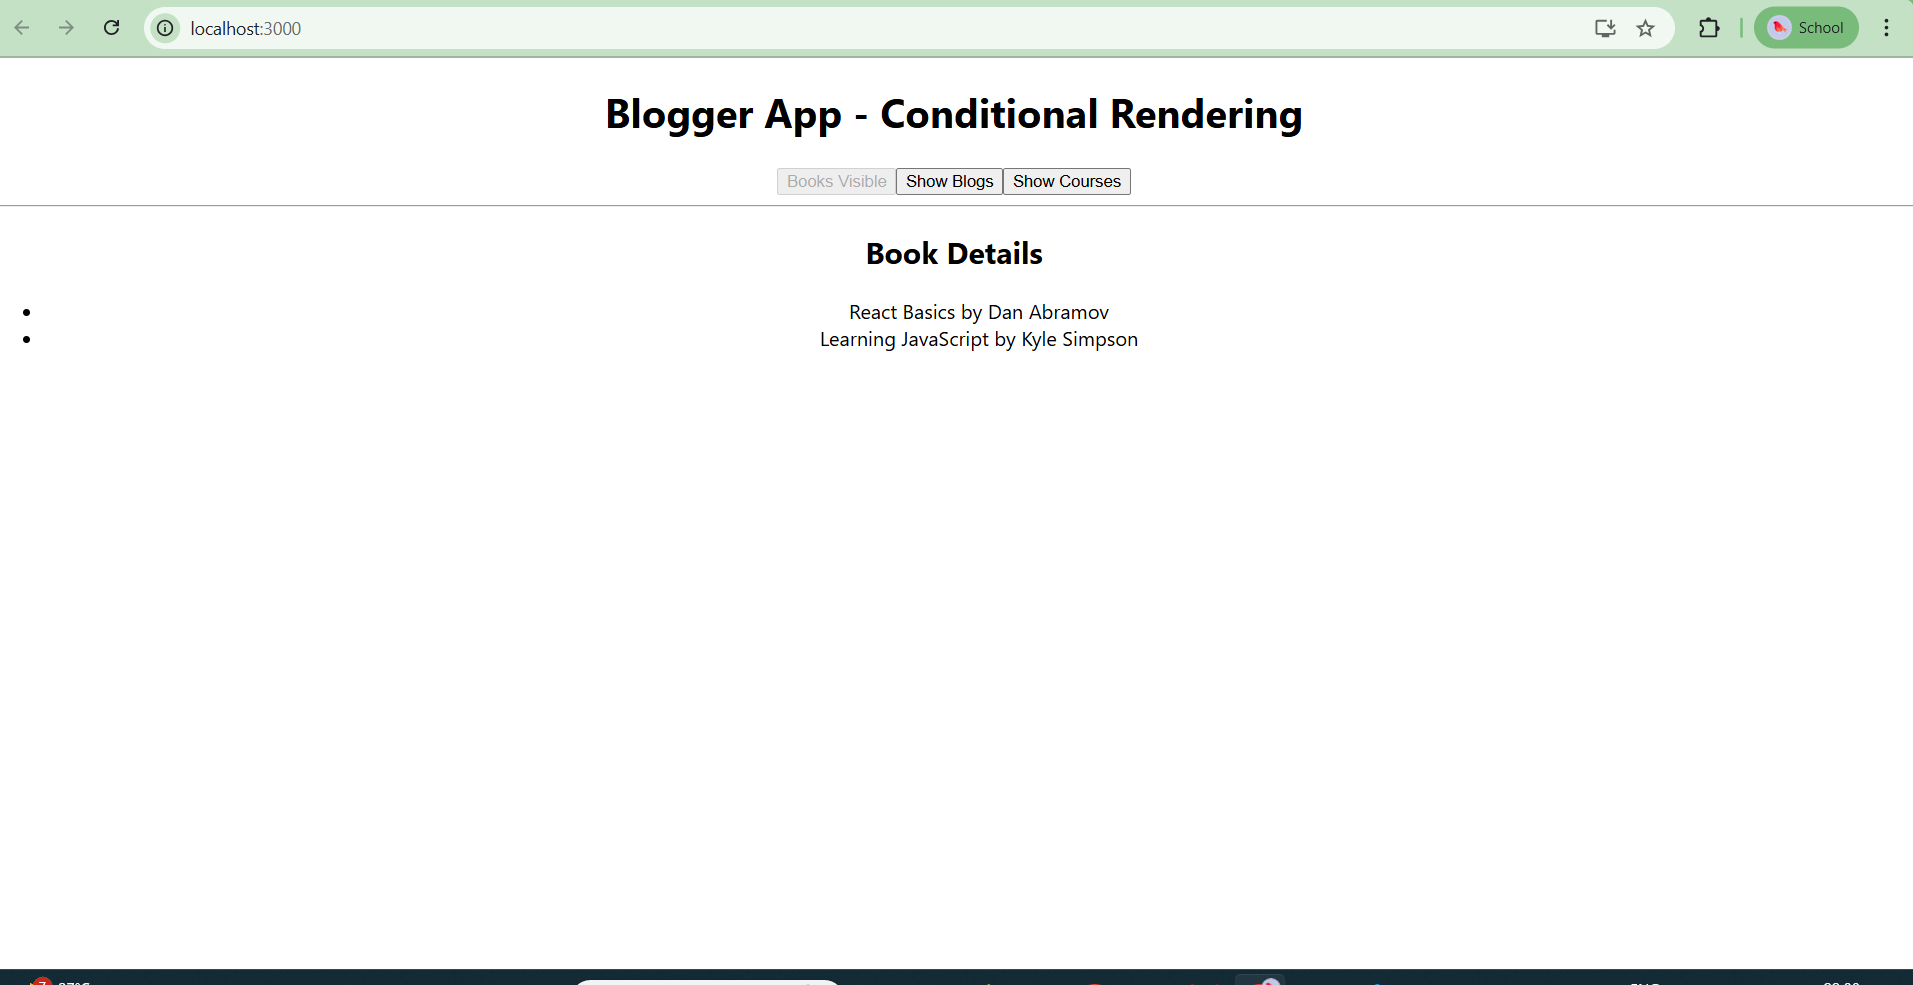 localhost:3000
School
Blogger App - Conditional Rendering
Books Visible Show Blogs Show Courses
Book Details
React Basics by Dan Abramov
Learning JavaScript by Kyle Simpson